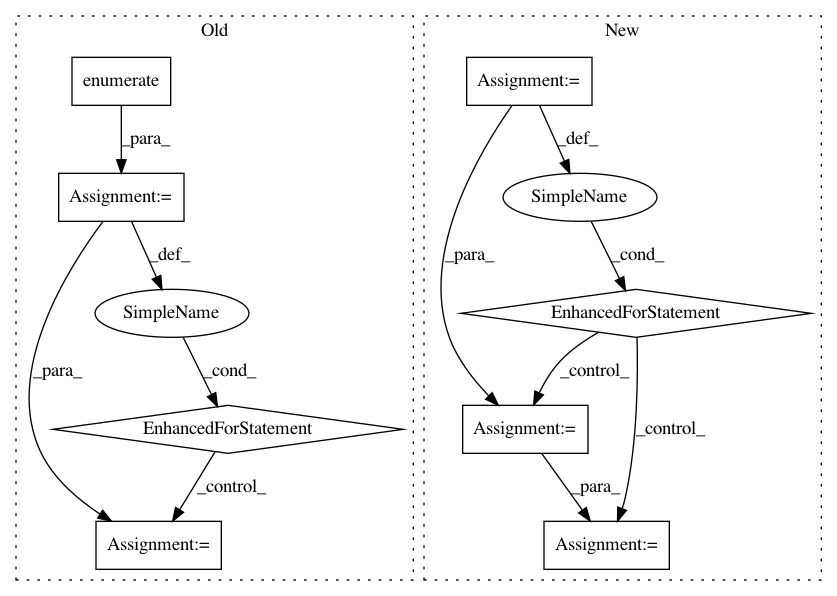 Old
enumerate
_para_
Assignment:=
_def_
_para_
SimpleName
_cond_
EnhancedForStatement
_control_
Assignment:=
New
Assignment:=
_def_
SimpleName
_para_
_cond_
EnhancedForStatement
_control_
_control_
Assignment:=
_para_
Assignment:=